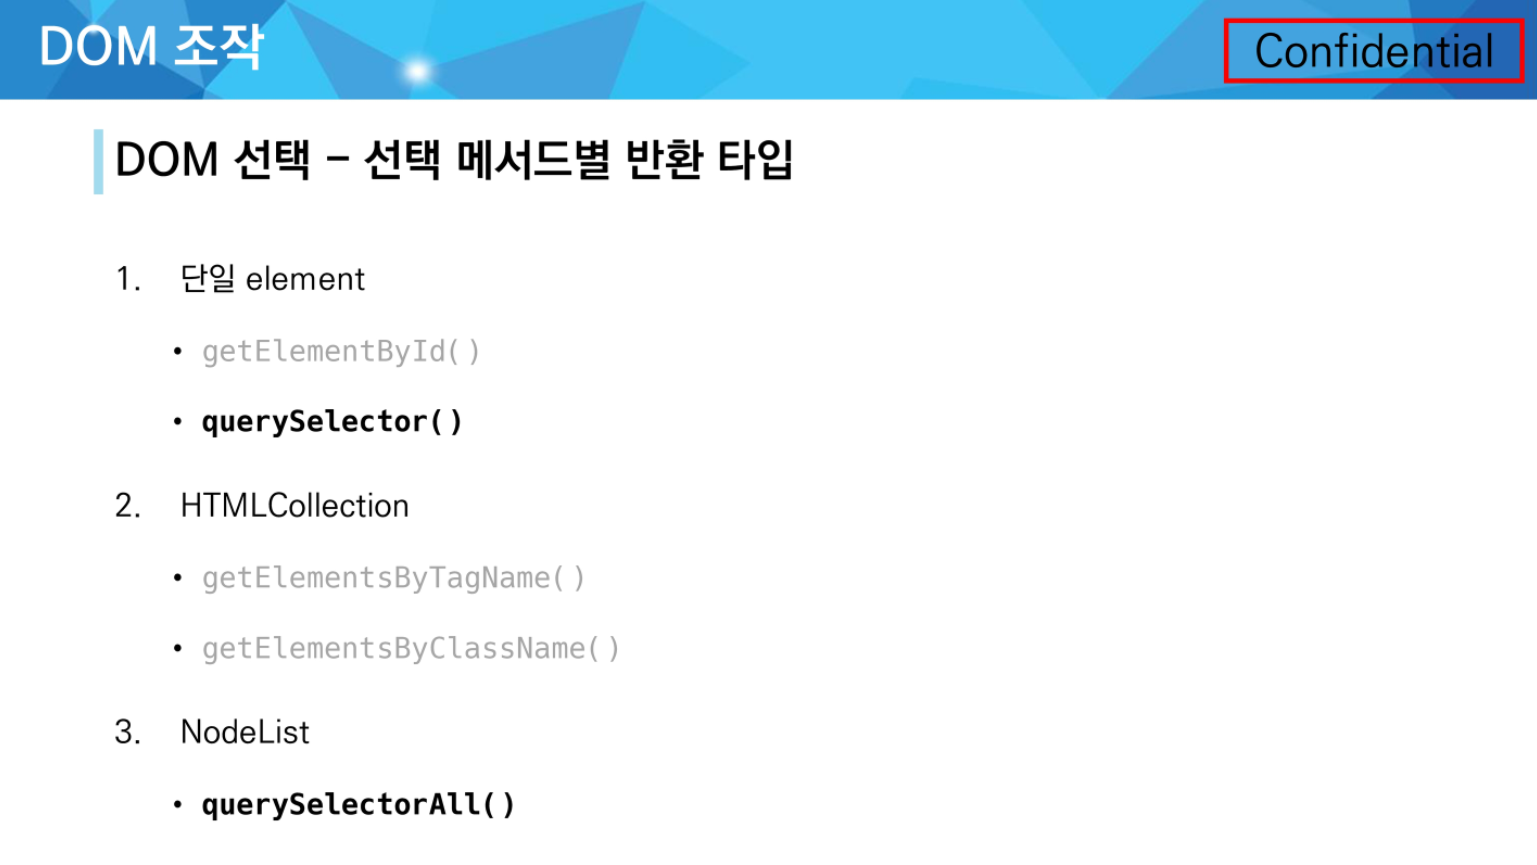 DOM 조작
Confidential
DOM 선택 – 선택 메서드별 반환 타입
1. 단일 element
• getElementById()
• querySelector()
2. HTMLCollection
• getElementsByTagName()
• getElementsByClassName()
3. NodeList
• querySelectorAll()